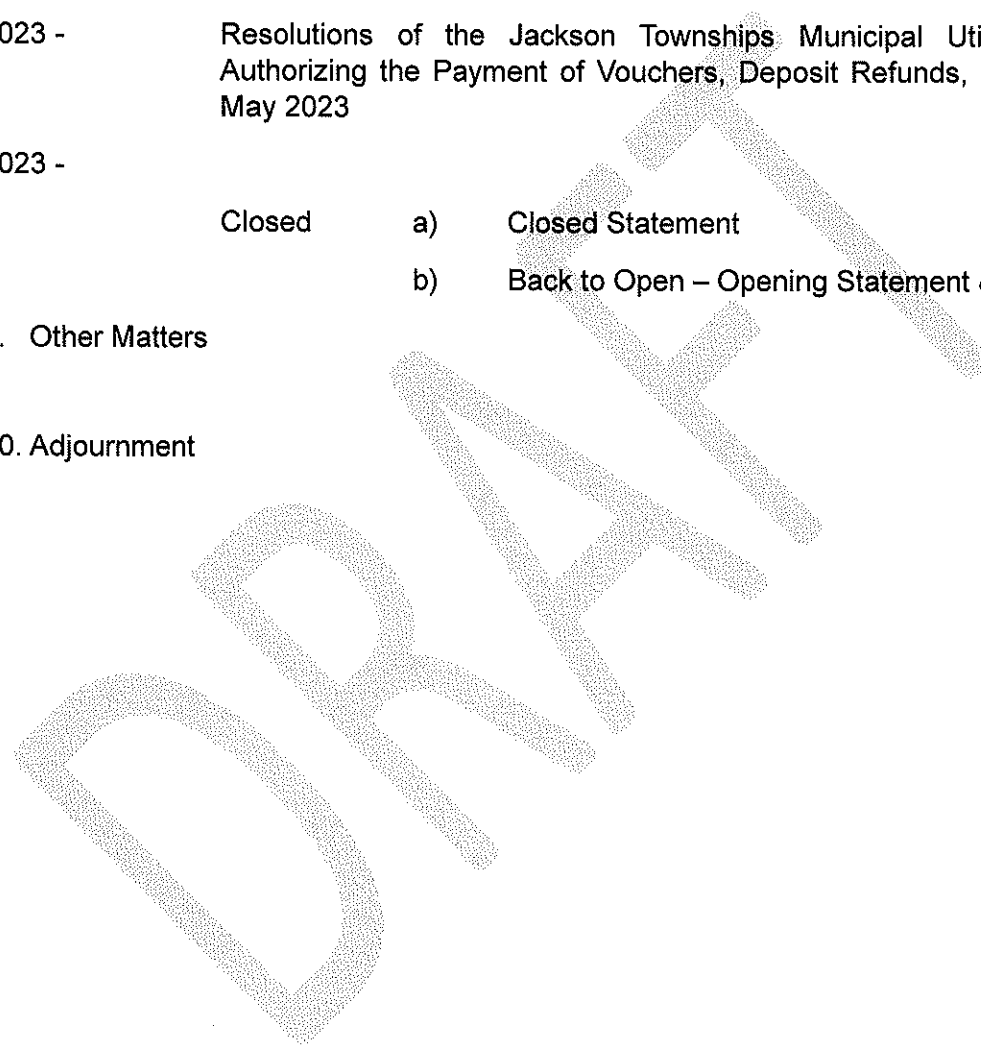 023 - Resolutions of the Jackson Townships Municipal Uti
Authorizing the Payment of Vouchers, Deposit Refunds,
May 2023
023 -
Closed a) Closed Statement
b) Back to Open – Opening Statement
. Other Matters
0. Adjournment
DRAFT